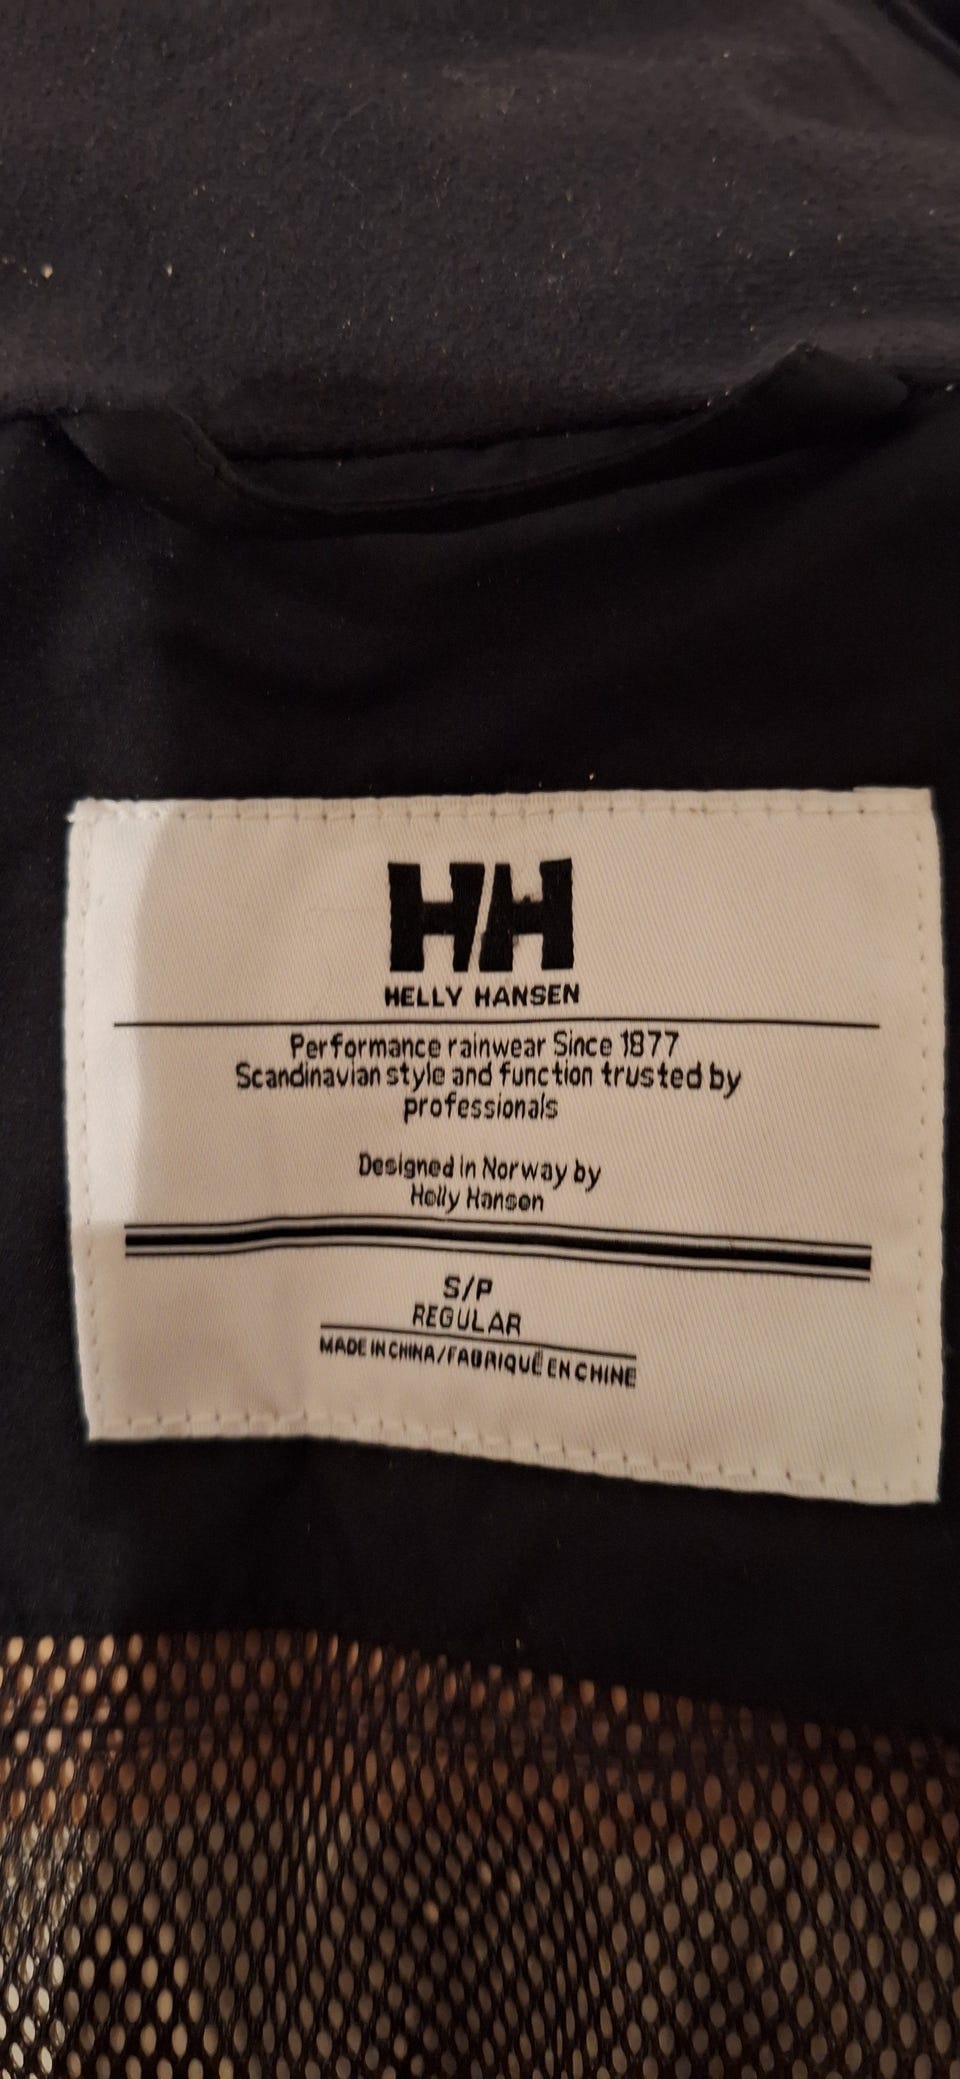 HH
HELLY HANSEN
Performance rainwear Since 1877
Scandinavian style and function trusted by
professionals
Designed in Norway by
Helly Hansen
S/P
REGULAR
MADE IN CHINA/FABRIQUÉ EN CHINE